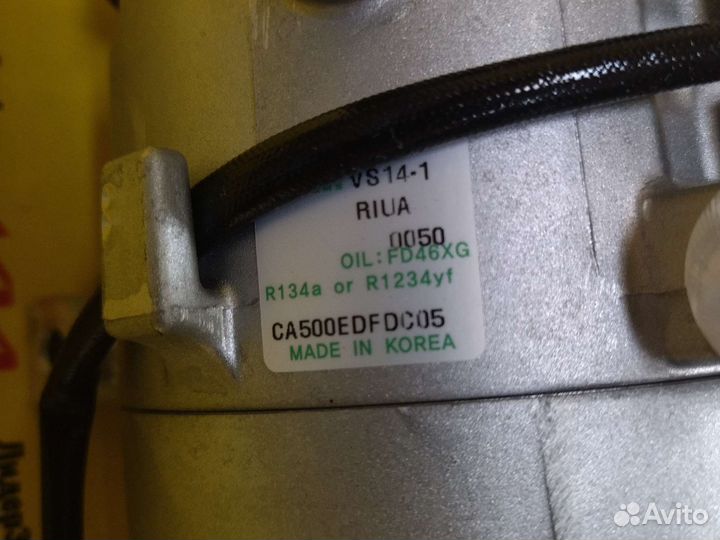 VS14-1
RIUA
0050
OIL:FD46XG
R134a or R1234yf
CA500EDFDC05
MADE IN KOREA
Avito